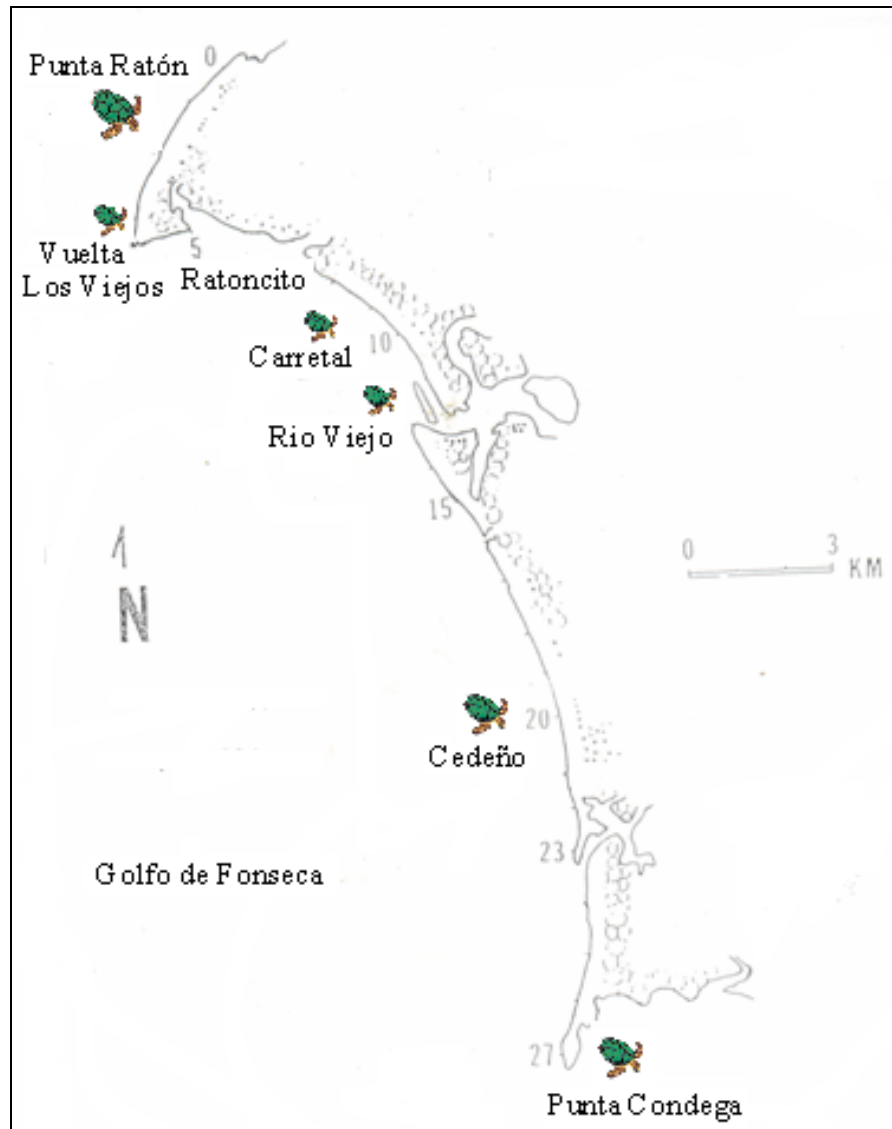 0
Punta Ratón
Vuelta
Los Viejos
5
Ratoncito
10
Carretal
Rio Viejo
15
0 3
KM
N
20
Cedeño
23
Golfo de Fonseca
27
Punta Condega